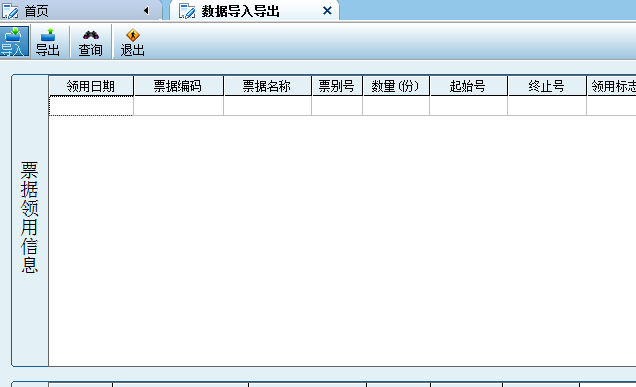 首页 数据导入导出
导入 导出 查询 退出
领用日期 票据编码 票据名称 票别号 数量(份) 起始号 终止号 领用标志
票据领用信息